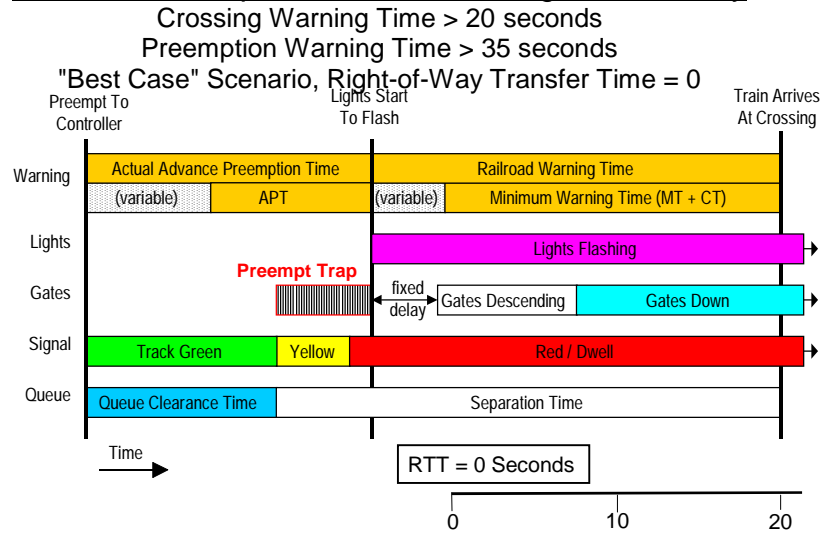 Crossing Warning Time > 20 seconds
Preemption Warning Time > 35 seconds
"Best Case" Scenario, Right-of-Way Transfer Time = 0
Preempt To
Controller
Lights Start
To Flash
Train Arrives
At Crossing
Warning
Actual Advance Preemption Time
Railroad Warning Time
(variable)
APT
(variable)
Minimum Warning Time (MT + CT)
Lights
Lights Flashing
Preempt Trap
Gates
fixed
delay
Gates Descending
Gates Down
Signal
Track Green
Yellow
Red / Dwell
Queue
Queue Clearance Time
Separation Time
Time
RTT = 0 Seconds
0
10
20